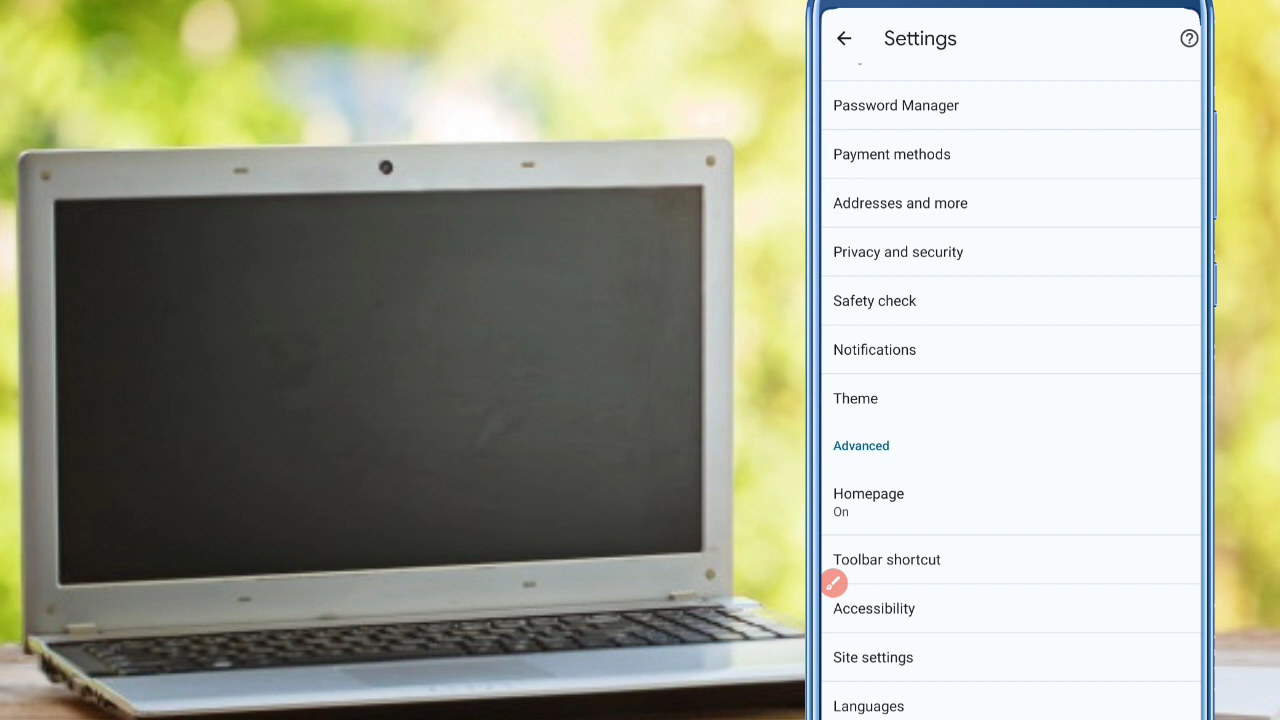 Settings
Password Manager
Payment methods
Addresses and more
Privacy and security
Safety check
Notifications
Theme
Advanced
Homepage
On
Toolbar shortcut
Accessibility
Site settings
Languages